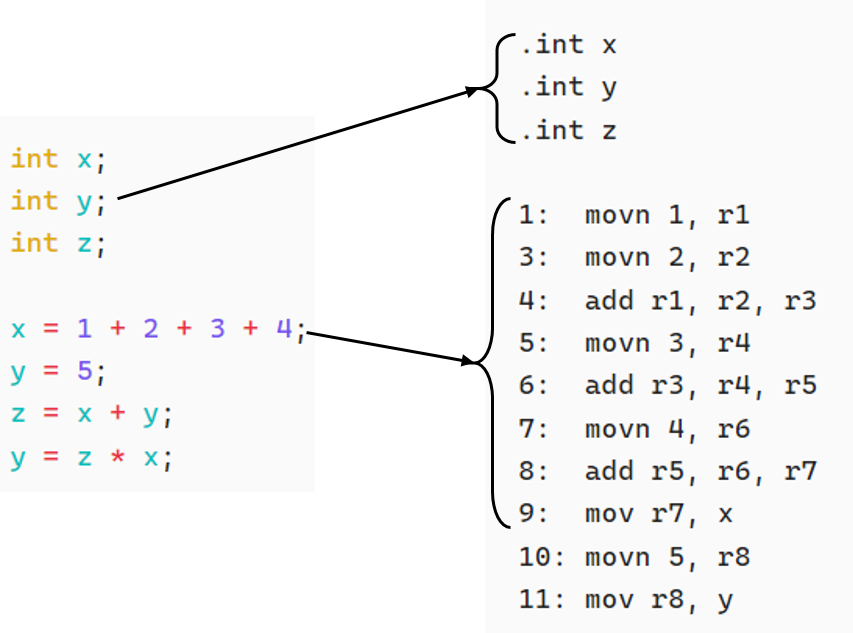 int x;
int y;
int z;
x = 1 + 2 + 3 + 4;
y = 5;
z = x + y;
y = z * x;
.int x
.int y
.int z
1: movn 1, r1
3: movn 2, r2
4: add r1, r2, r3
5: movn 3, r4
6: add r3, r4, r5
7: movn 4, r6
8: add r5, r6, r7
9: mov r7, x
10: movn 5, r8
11: mov r8, y